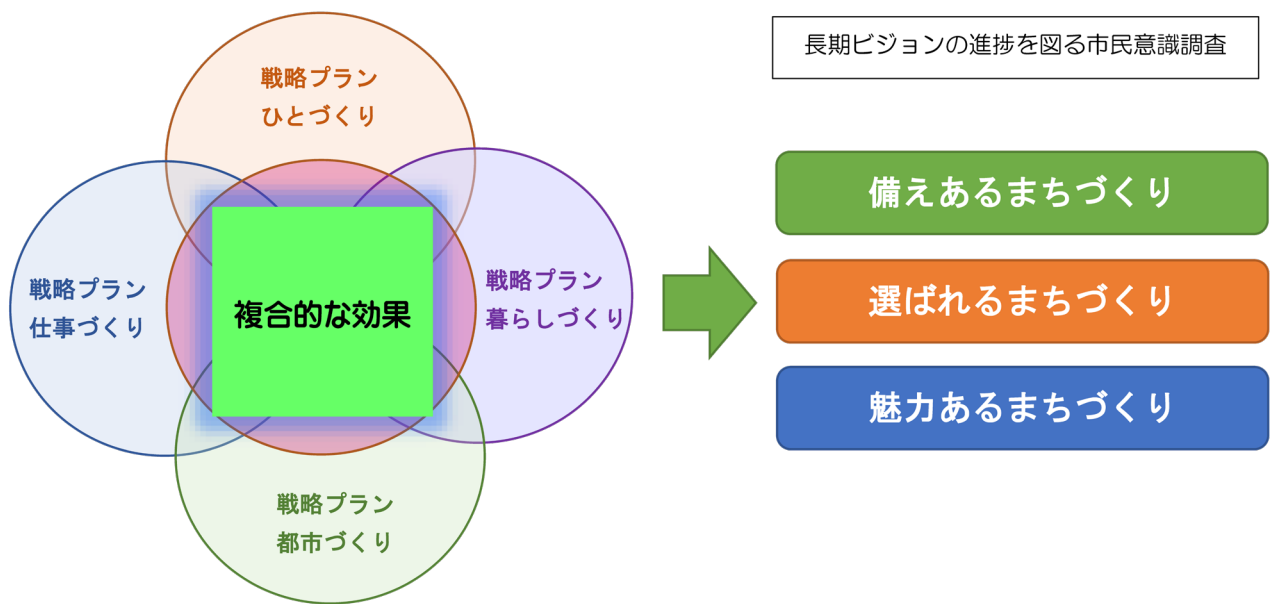 戦略プラン
ひとづくり
戦略プラン
仕事づくり
複合的な効果
戦略プラン
暮らしづくり
戦略プラン
都市づくり
長期ビジョンの進捗を図る市民意識調査
備えあるまちづくり
選ばれるまちづくり
魅力あるまちづくり